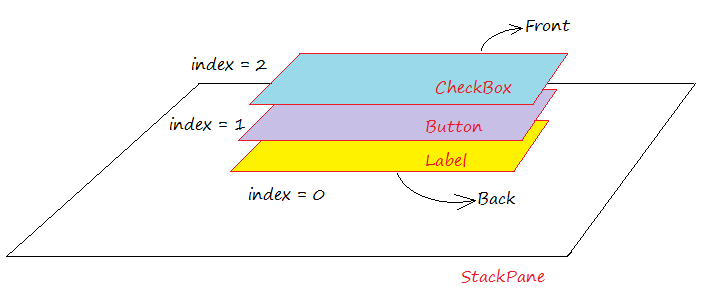 Front
index = 2
CheckBox
index = 1
Button
Label
index = 0
Back
StackPane